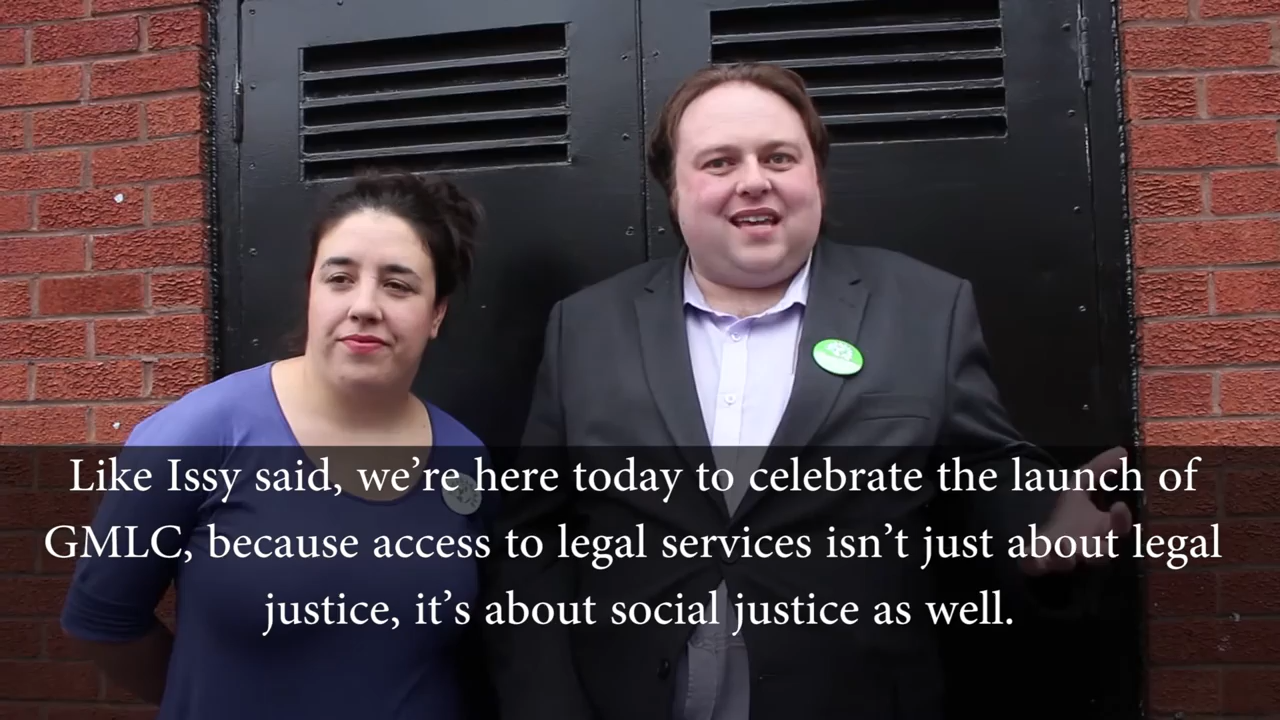 Like Issy said, we’re here today to celebrate the launch of
GMLC, because access to legal services isn’t just about legal
justice, it’s about social justice as well.